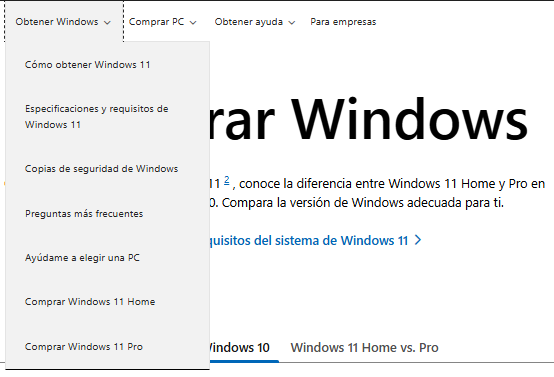 Obtener Windows Comprar PC Obtener ayuda Para empresas
Cómo obtener Windows 11
Especificaciones y requisitos de
Windows 11
Copias de seguridad de Windows
Preguntas más frecuentes
Ayúdame a elegir una PC
Comprar Windows 11 Home
Comprar Windows 11 Pro
rar Windows
11 2 , conoce la diferencia entre Windows 11 Home y Pro en
0. Compara la versión de Windows adecuada para ti.
quisitos del sistema de Windows 11
Windows 10 Windows 11 Home vs. Pro